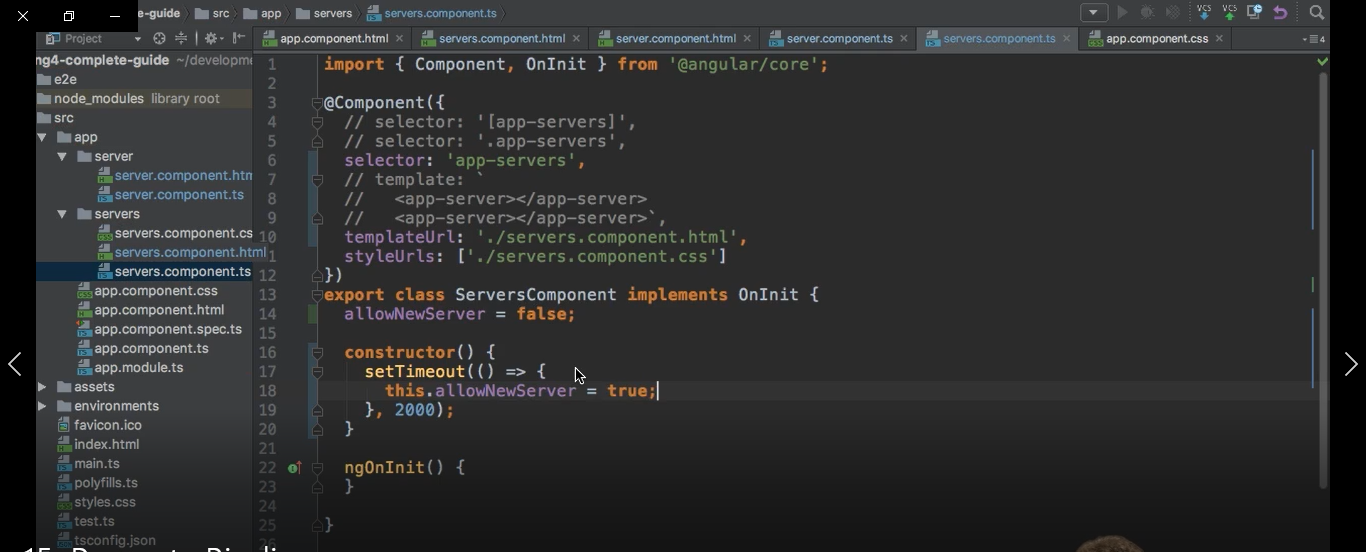 e-guide src app servers servers.component.ts
Project
app.component.html servers.component.html server.component.html server.component.ts servers.component.ts app.component.css
ng4-complete-guide ~/developme
e2e
node_modules library root
src
app
server
server.component.htm
server.component.ts
servers
servers.component.cs
servers.component.html
servers.component.ts
app.component.css
app.component.html
app.component.spec.ts
app.component.ts
app.module.ts
assets
environments
favicon.ico
index.html
main.ts
polyfills.ts
styles.css
test.ts
tsconfig.json
VCS VCS
4
1 import { Component, OnInit } from '@angular/core';
2
3 @Component({
4 // selector: '[app-servers]',
5 // selector: '.app-servers',
6 selector: 'app-servers',
7 // template: `
8 //   <app-server></app-server>
9 //   <app-server></app-server>`,
10 templateUrl: './servers.component.html',
11 styleUrls: ['./servers.component.css']
12 })
13 export class ServersComponent implements OnInit {
14 allowNewServer = false;
15
16 constructor() {
17 setTimeout(() => {
18 this.allowNewServer = true;
19 }, 2000);
20 }
21
22 ngOnInit() {
23 }
24
25 }
26